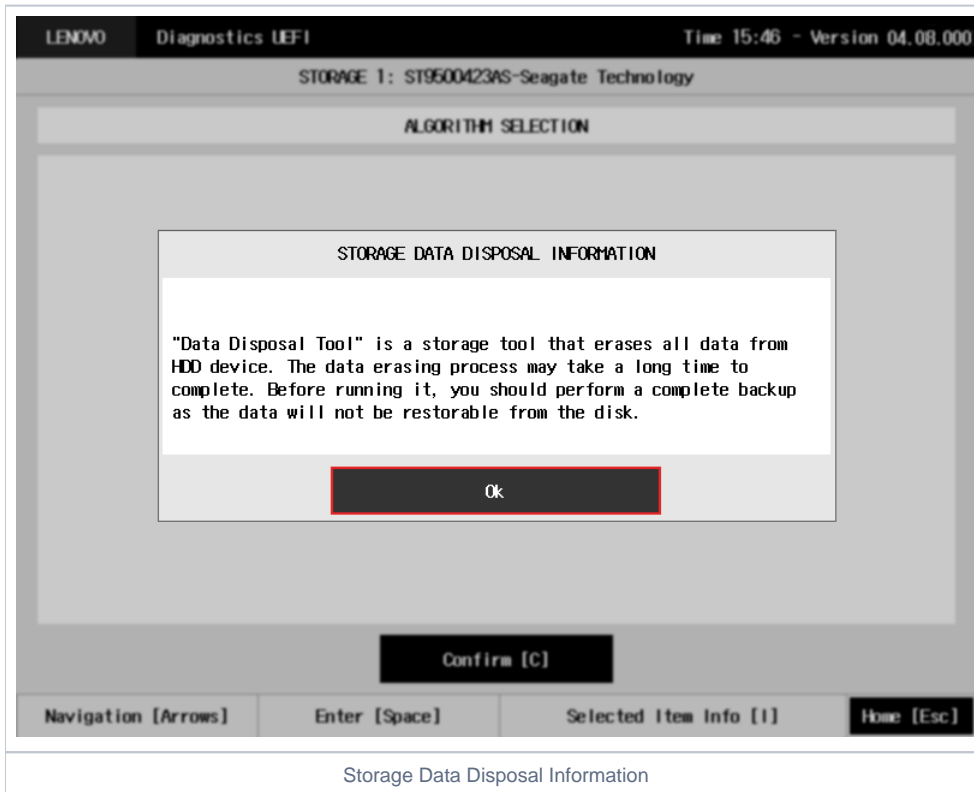 LENOVO Diagnostics UEFI Time 15:46 - Version 04.08.000
STORAGE 1: ST9500423AS-Seagate Technology
ALGORITHM SELECTION
STORAGE DATA DISPOSAL INFORMATION
"Data Disposal Tool" is a storage tool that erases all data from
HDD device. The data erasing process may take a long time to
complete. Before running it, you should perform a complete backup
as the data will not be restorable from the disk.
Ok
Confirm [C]
Navigation [Arrows] Enter [Space] Selected Item Info [I] Home [Esc]
Storage Data Disposal Information